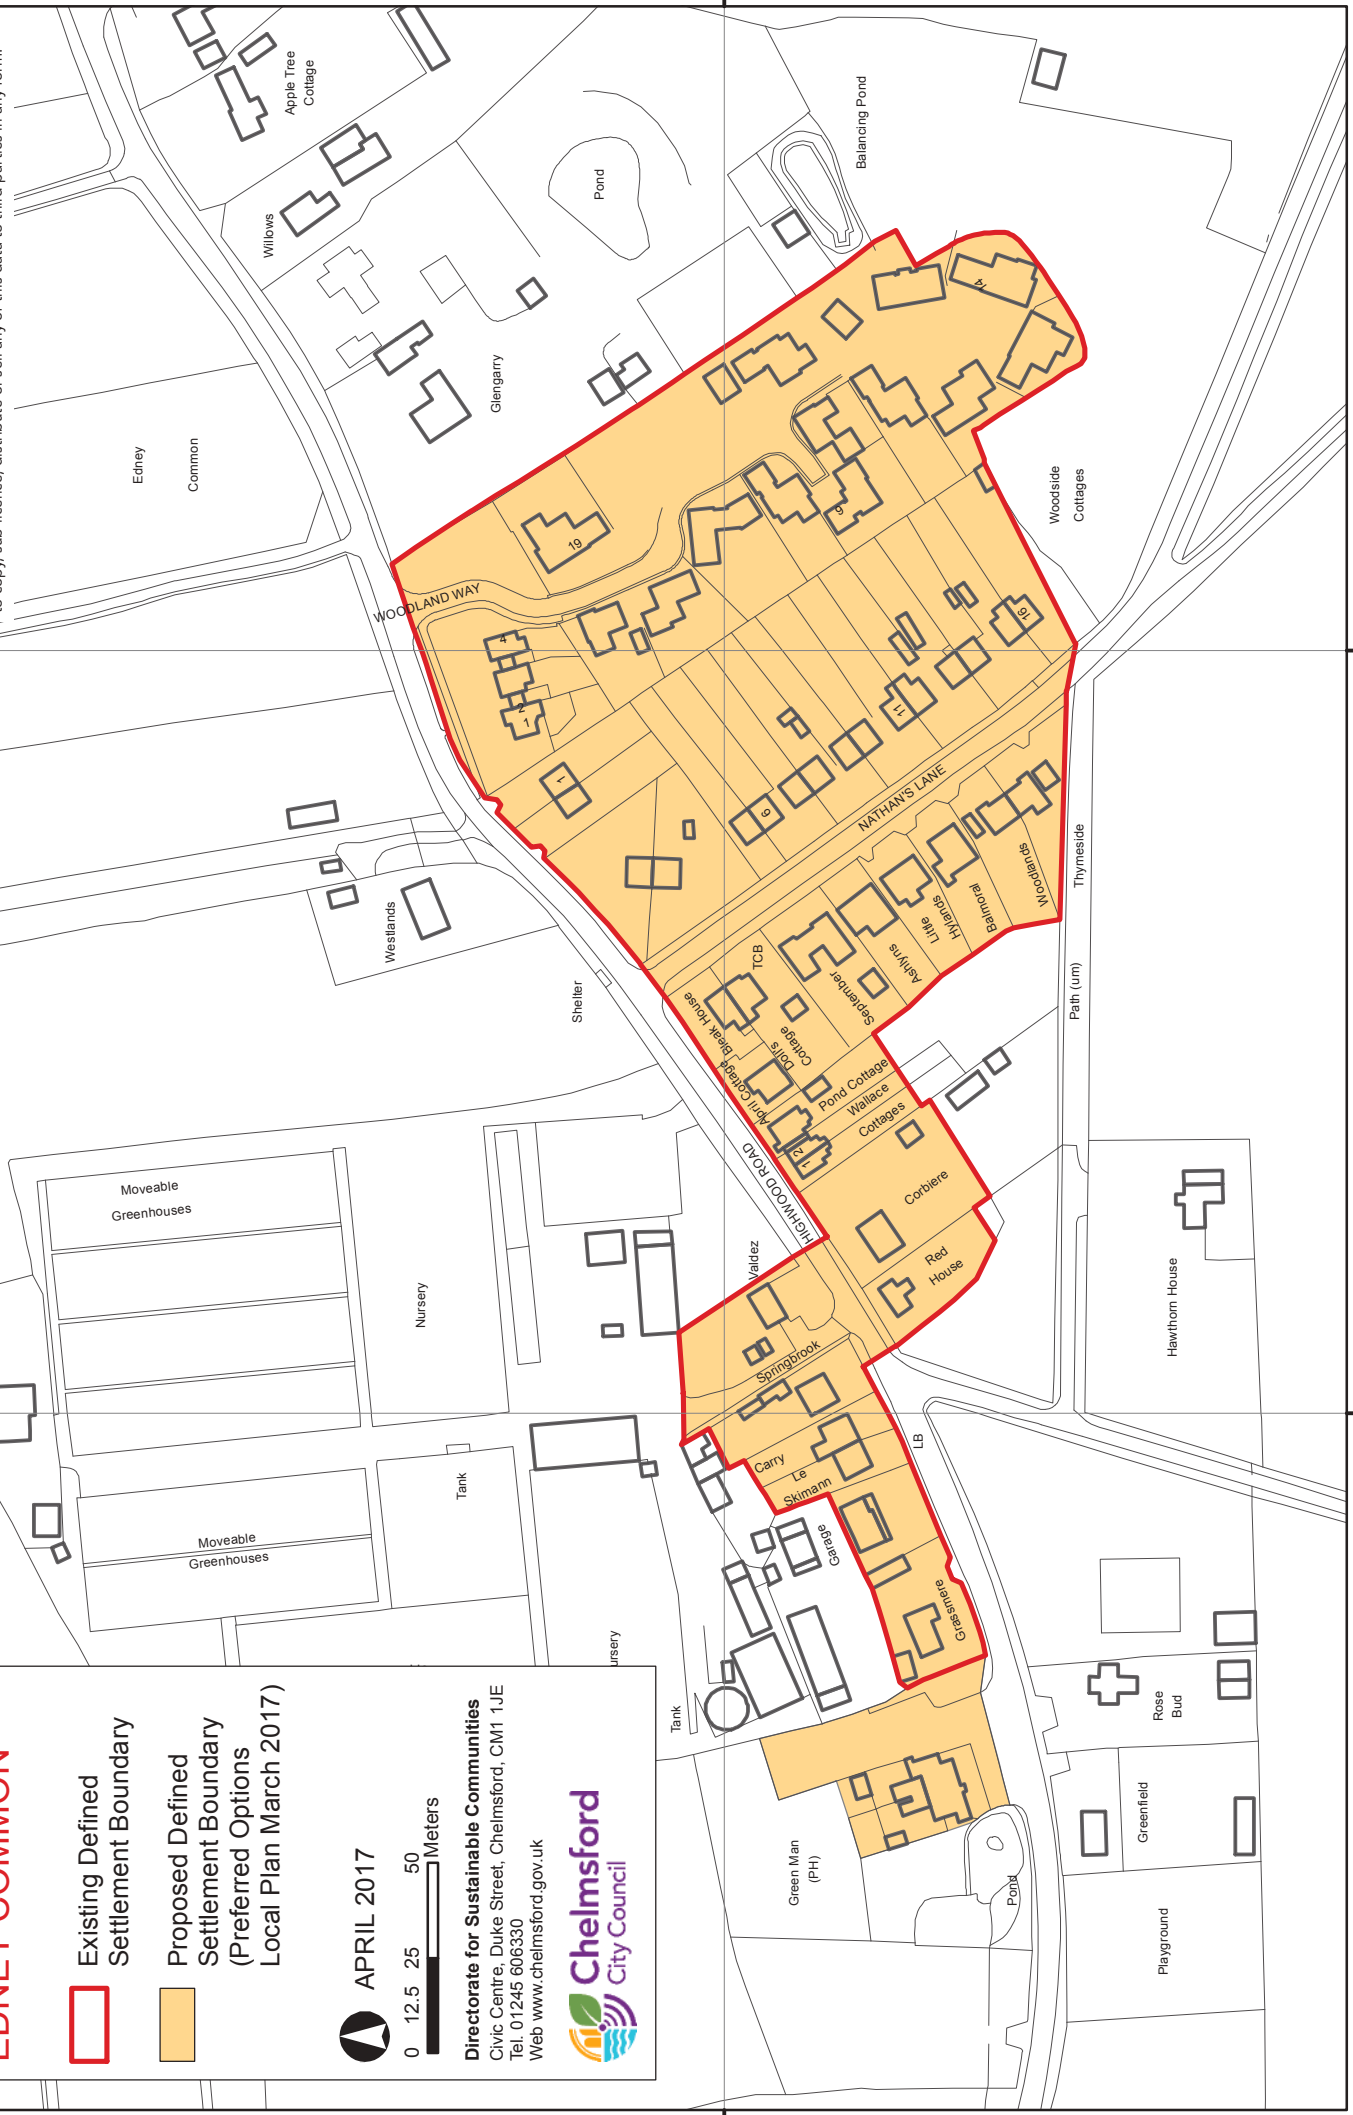 EDNEY COMMON
Existing Defined
Settlement Boundary
Proposed Defined
Settlement Boundary
(Preferred Options
Local Plan March 2017)
APRIL 2017
0 12.5 25 50
Meters
Directorate for Sustainable Communities
Civic Centre, Duke Street, Chelmsford, CM1 1JE
Tel. 01245 606330
Web www.chelmsford.gov.uk
Chelmsford
City Council
Apple Tree
Cottage
Willows
Pond
Balancing Pond
Glengarry
Edney
Common
WOODLAND WAY
19
14
9
4
2
1
1
6
11
16
Woodside
Cottages
NATHAN'S LANE
Thymeside
Path (um)
Westlands
Shelter
TCB
Bleak House
April Cottage
Doll's
Cottage
September
Ashlyns
Little
Hylands
Balmoral
Woodlands
Pond Cottage
Wallace
Cottages
1
2
HIGHWOOD ROAD
Corbiere
Red
House
Valdez
Springbrook
Carry
Le
Skimann
Garage
Grasmere
LB
Hawthorn House
Moveable
Greenhouses
Nursery
Tank
Moveable
Greenhouses
ursery
Tank
Green Man
(PH)
Pond
Rose
Bud
Greenfield
Playground